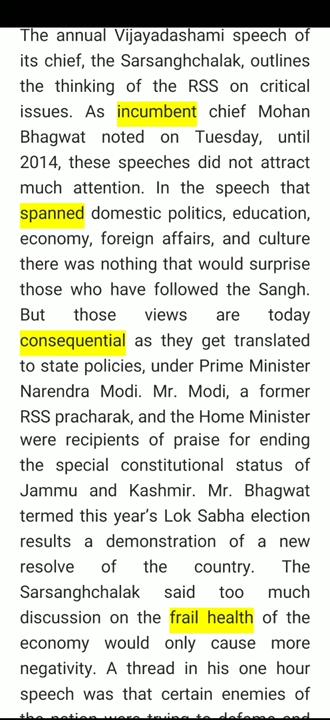 The annual Vijayadashami speech of
its chief, the Sarsanghchalak, outlines
the thinking of the RSS on critical
issues. As incumbent chief Mohan
Bhagwat noted on Tuesday, until
2014, these speeches did not attract
much attention. In the speech that
spanned domestic politics, education,
economy, foreign affairs, and culture
there was nothing that would surprise
those who have followed the Sangh.
But those views are today
consequential as they get translated
to state policies, under Prime Minister
Narendra Modi. Mr. Modi, a former
RSS pracharak, and the Home Minister
were recipients of praise for ending
the special constitutional status of
Jammu and Kashmir. Mr. Bhagwat
termed this year’s Lok Sabha election
results a demonstration of a new
resolve of the country. The
Sarsanghchalak said too much
discussion on the frail health of the
economy would only cause more
negativity. A thread in his one hour
speech was that certain enemies of
the nation were trying to defame and